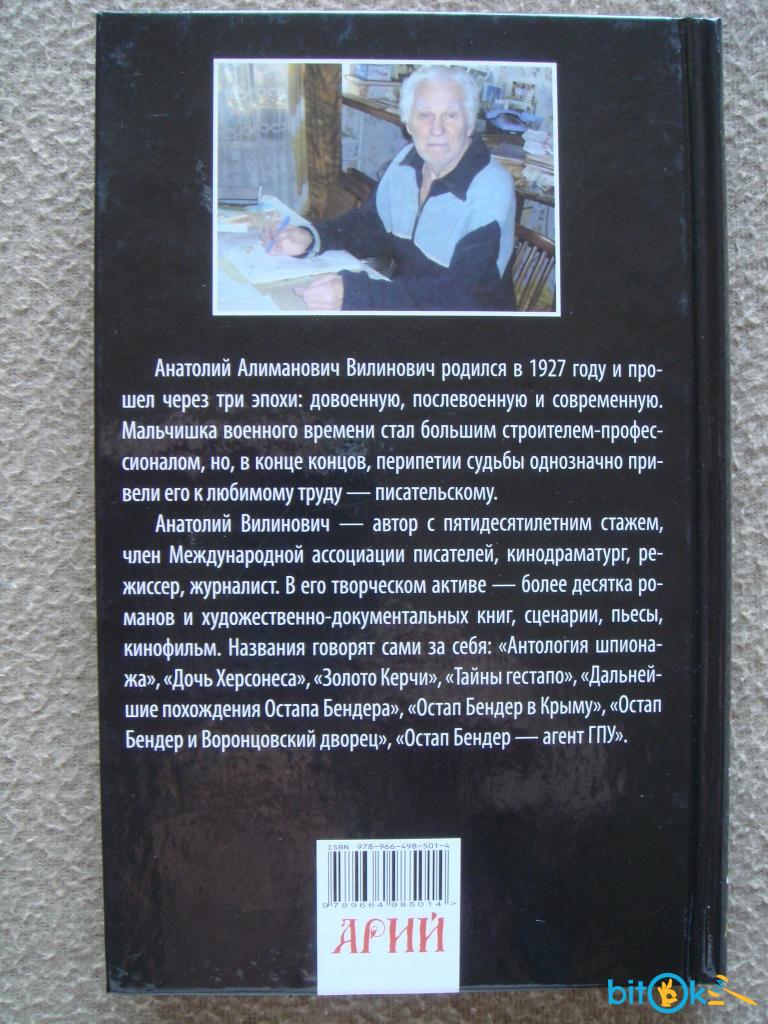 Анатолий Алиманович Вилинович родился в 1927 году и про-
шел через три эпохи: довоенную, послевоенную и современную.
Мальчишка военного времени стал большим строителем-профес-
сионалом, но, в конце концов, перипетии судьбы однозначно при-
вели его к любимому труду — писательскому.
Анатолий Вилинович — автор с пятидесятилетним стажем,
член Международной ассоциации писателей, кинодраматург, ре-
жиссер, журналист. В его творческом активе — более десятка ро-
манов и художественно-документальных книг, сценарии, пьесы,
кинофильм. Названия говорят сами за себя: «Антология шпиона-
жа», «Дочь Херсонеса», «Золото Керчи», «Тайны гестапо», «Дальней-
шие похождения Остапа Бендера», «Остап Бендер в Крыму», «Остап
Бендер и Воронцовский дворец», «Остап Бендер — агент ГПУ».
ISBN 978-966-498-501-4
9 789664 985014 >
АРИЙ
bitOk